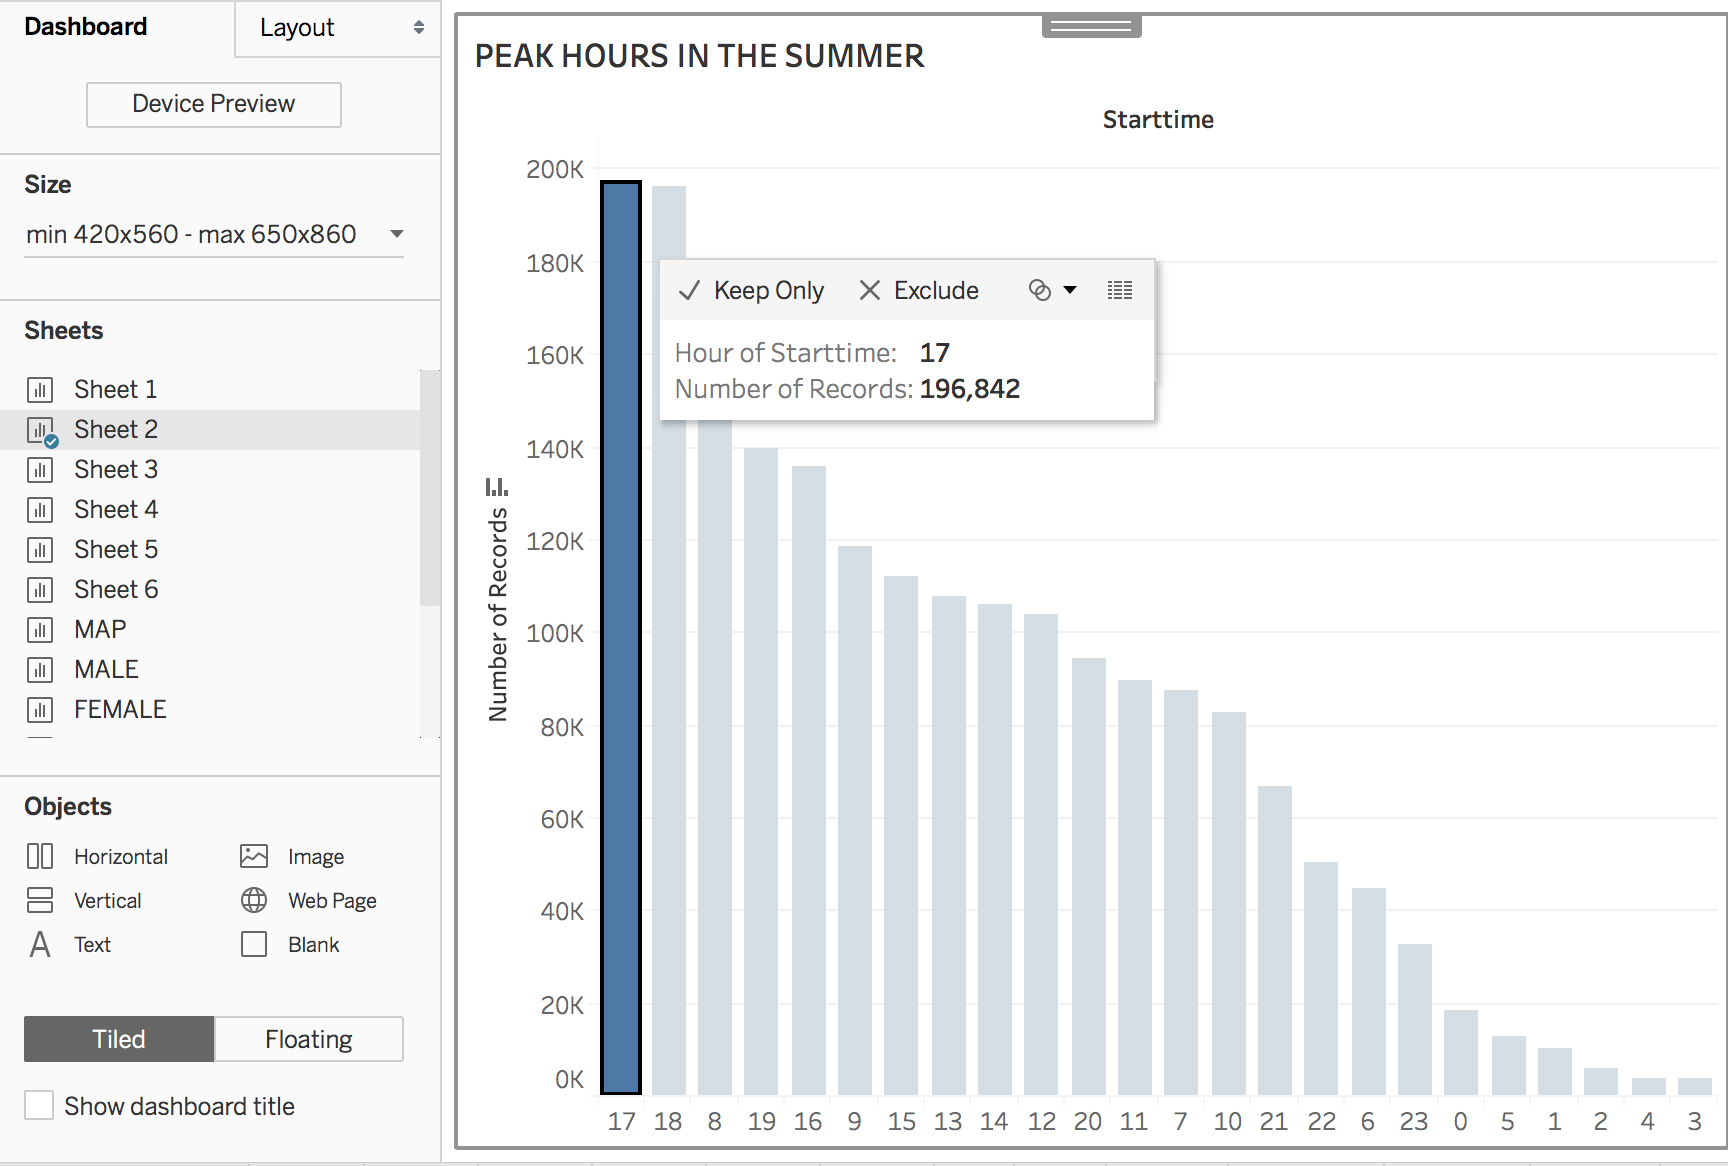 Dashboard
Layout
Device Preview
Size
min 420x560 - max 650x860
Sheets
Sheet 1
Sheet 2
Sheet 3
Sheet 4
Sheet 5
Sheet 6
MAP
MALE
FEMALE
Objects
Horizontal
Image
Vertical
Web Page
A Text
Blank
Tiled
Floating
Show dashboard title
PEAK HOURS IN THE SUMMER
Starttime
200K
180K
160K
140K
120K
100K
80K
60K
40K
20K
0K
Number of Records
Keep Only
Exclude
Hour of Starttime: 17
Number of Records: 196,842
17 18 8 19 16 9 15 13 14 12 20 11 7 10 21 22 6 23 0 5 1 2 4 3